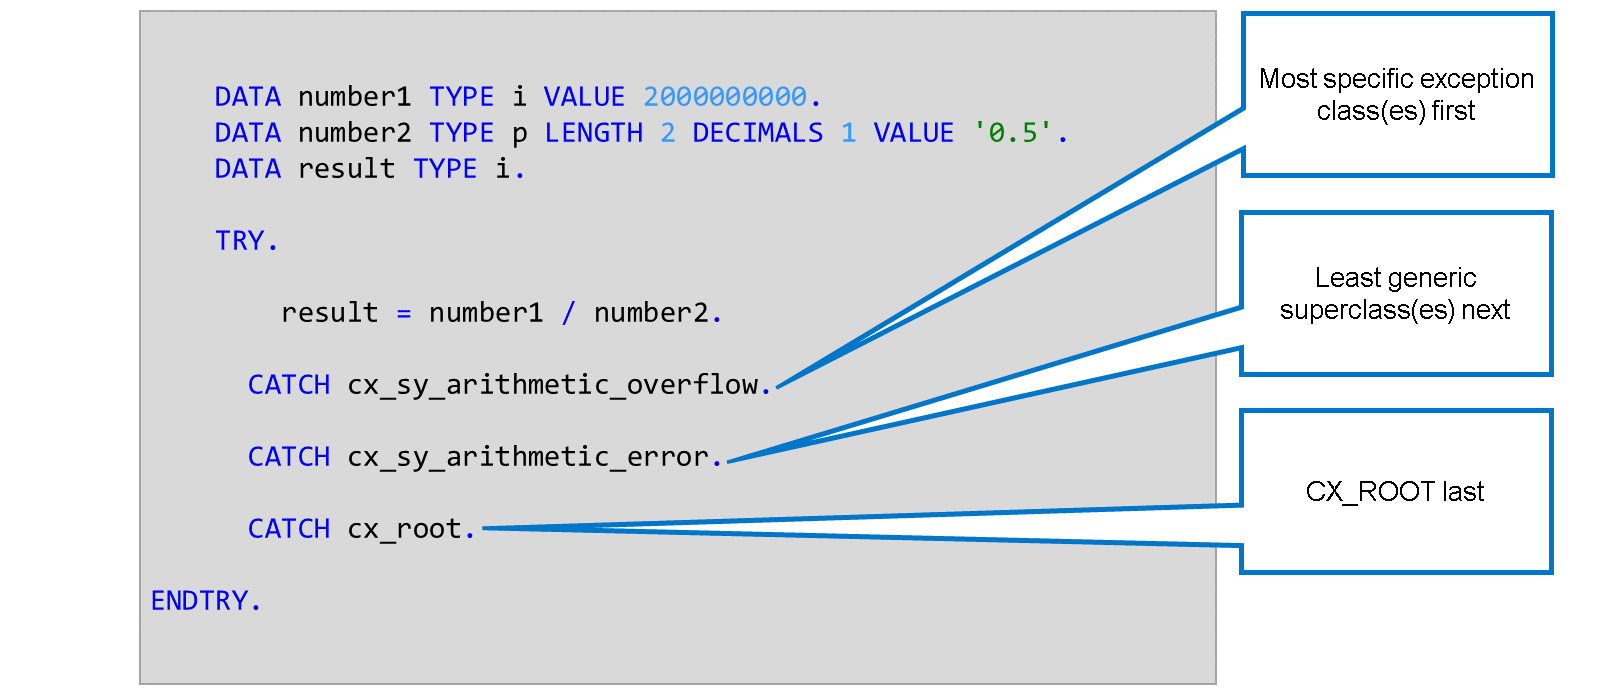 DATA number1 TYPE i VALUE 2000000000.
DATA number2 TYPE p LENGTH 2 DECIMALS 1 VALUE '0.5'.
DATA result TYPE i.
TRY.
result = number1 / number2.
CATCH cx_sy_arithmetic_overflow.
CATCH cx_sy_arithmetic_error.
CATCH cx_root.
ENDTRY.
Most specific exception
class(es) first
Least generic
superclass(es) next
CX_ROOT last